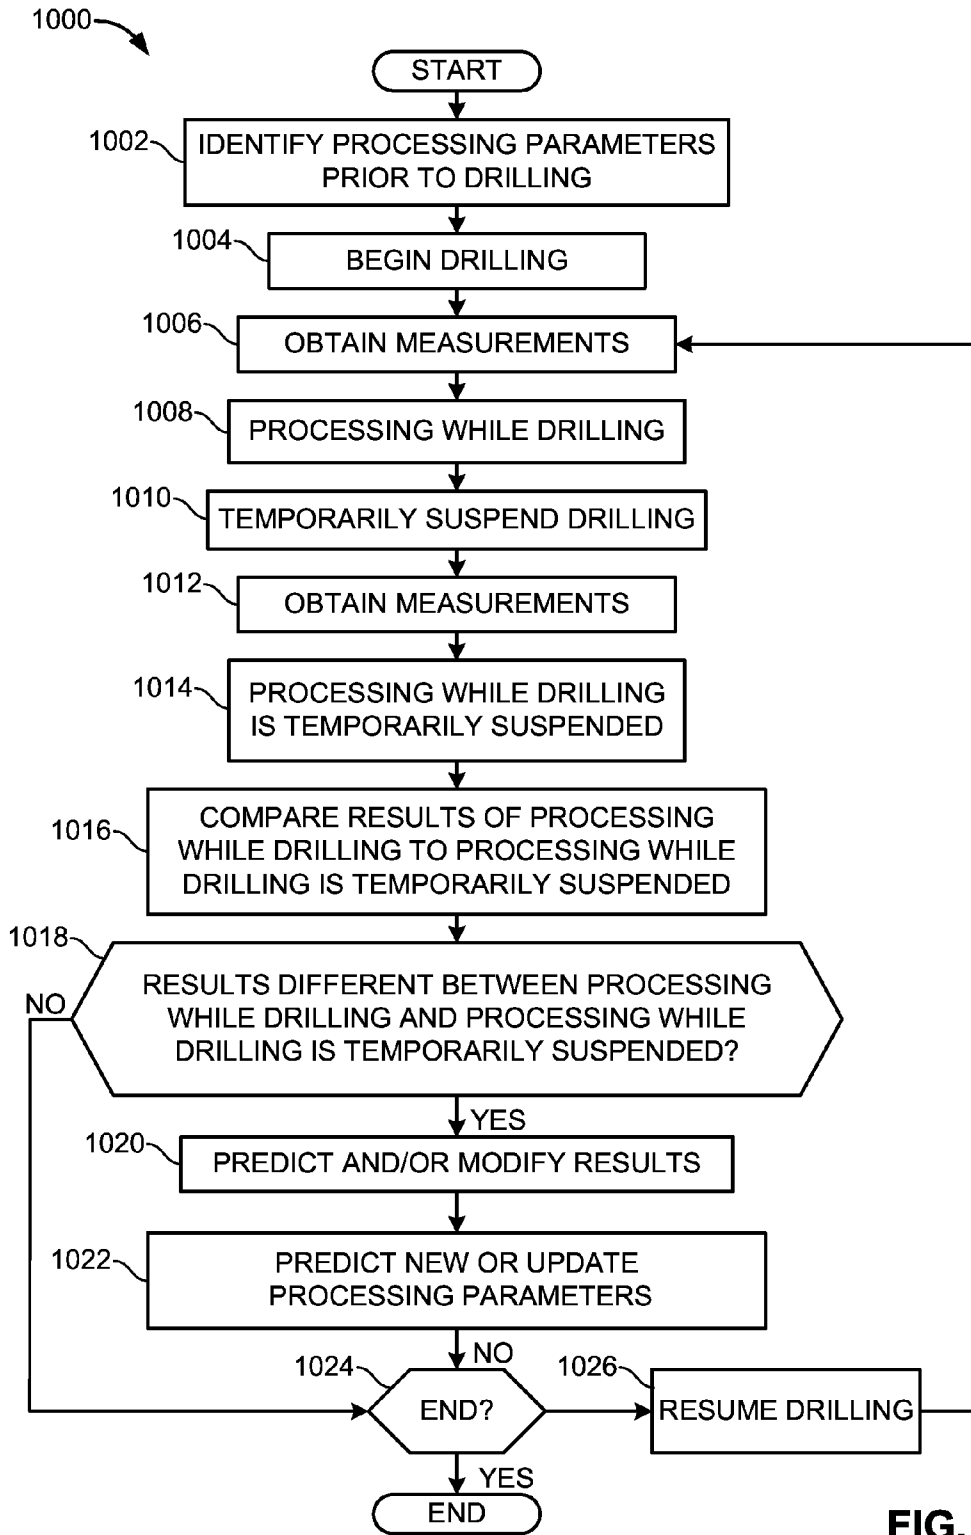 1000
START
1002
IDENTIFY PROCESSING PARAMETERS
PRIOR TO DRILLING
1004
BEGIN DRILLING
1006
OBTAIN MEASUREMENTS
1008
PROCESSING WHILE DRILLING
1010
TEMPORARILY SUSPEND DRILLING
1012
OBTAIN MEASUREMENTS
1014
PROCESSING WHILE DRILLING
IS TEMPORARILY SUSPENDED
1016
COMPARE RESULTS OF PROCESSING
WHILE DRILLING TO PROCESSING WHILE
DRILLING IS TEMPORARILY SUSPENDED
1018
RESULTS DIFFERENT BETWEEN PROCESSING
WHILE DRILLING AND PROCESSING WHILE
DRILLING IS TEMPORARILY SUSPENDED?
NO
YES
1020
PREDICT AND/OR MODIFY RESULTS
1022
PREDICT NEW OR UPDATE
PROCESSING PARAMETERS
NO
1024
END?
1026
RESUME DRILLING
YES
END
FIG.